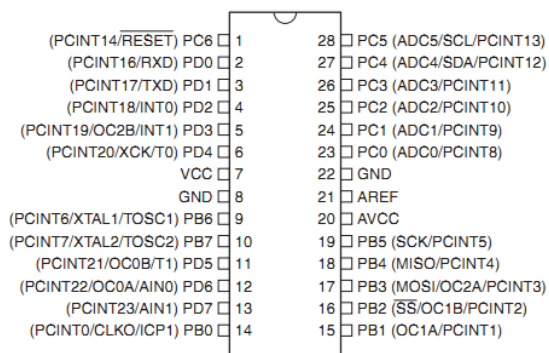 (PCINT14/RESET) PC6 1 28 PC5 (ADC5/SCL/PCINT13)
(PCINT16/RXD) PD0 2 27 PC4 (ADC4/SDA/PCINT12)
(PCINT17/TXD) PD1 3 26 PC3 (ADC3/PCINT11)
(PCINT18/INT0) PD2 4 25 PC2 (ADC2/PCINT10)
(PCINT19/OC2B/INT1) PD3 5 24 PC1 (ADC1/PCINT9)
(PCINT20/XCK/T0) PD4 6 23 PC0 (ADC0/PCINT8)
VCC 7 22 GND
GND 8 21 AREF
(PCINT6/XTAL1/TOSC1) PB6 9 20 AVCC
(PCINT7/XTAL2/TOSC2) PB7 10 19 PB5 (SCK/PCINT5)
(PCINT21/OC0B/T1) PD5 11 18 PB4 (MISO/PCINT4)
(PCINT22/OC0A/AIN0) PD6 12 17 PB3 (MOSI/OC2A/PCINT3)
(PCINT23/AIN1) PD7 13 16 PB2 (SS/OC1B/PCINT2)
(PCINT0/CLKO/ICP1) PB0 14 15 PB1 (OC1A/PCINT1)